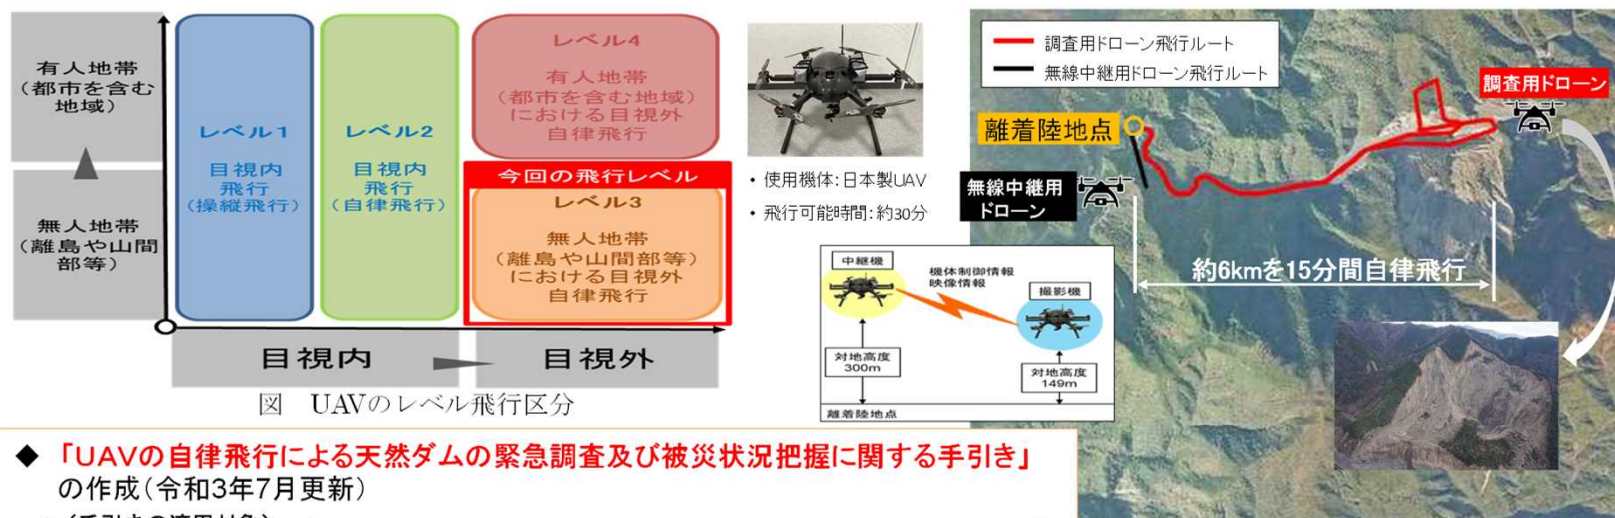 有人地帯
(都市を含む
地域)
無人地帯
(離島や山間
部等)
レベル1
目視内
飛行
(操縦飛行)
レベル2
目視内
飛行
(自律飛行)
レベル4
有人地帯
(都市を含む地域)
における目視外
自律飛行
今回の飛行レベル
レベル3
無人地帯
(離島や山間部等)
における目視外
自律飛行
目視内
目視外
図 UAVのレベル飛行区分
・使用機体:日本製UAV
・飛行可能時間:約30分
中継機
機体制御情報
映像情報
撮影機
対地高度
300m
対地高度
149m
離着陸地点
調査用ドローン飛行ルート
無線中継用ドローン飛行ルート
調査用ドローン
離着陸地点
無線中継用
ドローン
約6kmを15分間自律飛行
◆ 「UAVの自律飛行による天然ダムの緊急調査及び被災状況把握に関する手引き」
の作成(令和3年7月更新)